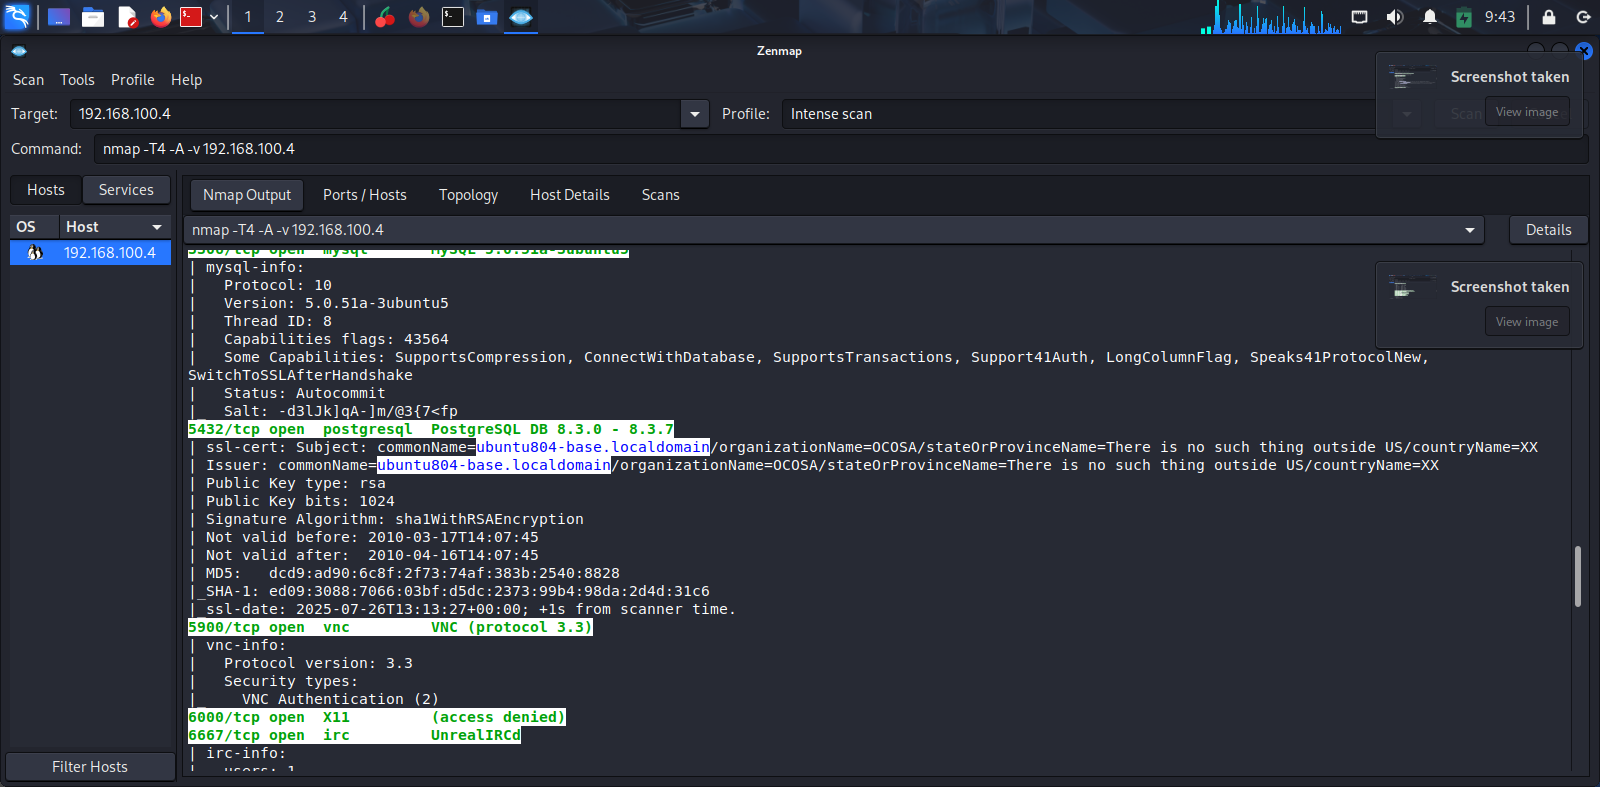 1 2 3 4
9:43
Zenmap
Scan Tools Profile Help
Screenshot taken
View image
Target: 192.168.100.4 Profile: Intense scan Scan
Command: nmap -T4 -A -v 192.168.100.4
Hosts Services
Nmap Output Ports / Hosts Topology Host Details Scans
OS Host
192.168.100.4
nmap -T4 -A -v 192.168.100.4 Details
Screenshot taken
View image
3306/tcp open  mysql       MySQL 5.0.51a-3ubuntu5
| mysql-info:
|   Protocol: 10
|   Version: 5.0.51a-3ubuntu5
|   Thread ID: 8
|   Capabilities flags: 43564
|   Some Capabilities: SupportsCompression, ConnectWithDatabase, SupportsTransactions, Support41Auth, LongColumnFlag, Speaks41ProtocolNew,
SwitchToSSLAfterHandshake
|   Status: Autocommit
|_  Salt: -d3lJk]qA-]m/@3{7<fp
5432/tcp open  postgresql  PostgreSQL DB 8.3.0 - 8.3.7
| ssl-cert: Subject: commonName=ubuntu804-base.localdomain/organizationName=OCOSA/stateOrProvinceName=There is no such thing outside US/countryName=XX
| Issuer: commonName=ubuntu804-base.localdomain/organizationName=OCOSA/stateOrProvinceName=There is no such thing outside US/countryName=XX
| Public Key type: rsa
| Public Key bits: 1024
| Signature Algorithm: sha1WithRSAEncryption
| Not valid before: 2010-03-17T14:07:45
| Not valid after:  2010-04-16T14:07:45
| MD5:   dcd9:ad90:6c8f:2f73:74af:383b:2540:8828
|_SHA-1: ed09:3088:7066:03bf:d5dc:2373:99b4:98da:2d4d:31c6
|_ssl-date: 2025-07-26T13:13:27+00:00; +1s from scanner time.
5900/tcp open  vnc         VNC (protocol 3.3)
| vnc-info:
|   Protocol version: 3.3
|   Security types:
|_    VNC Authentication (2)
6000/tcp open  X11         (access denied)
6667/tcp open  irc         UnrealIRCd
| irc-info:
|   users: 1
Filter Hosts